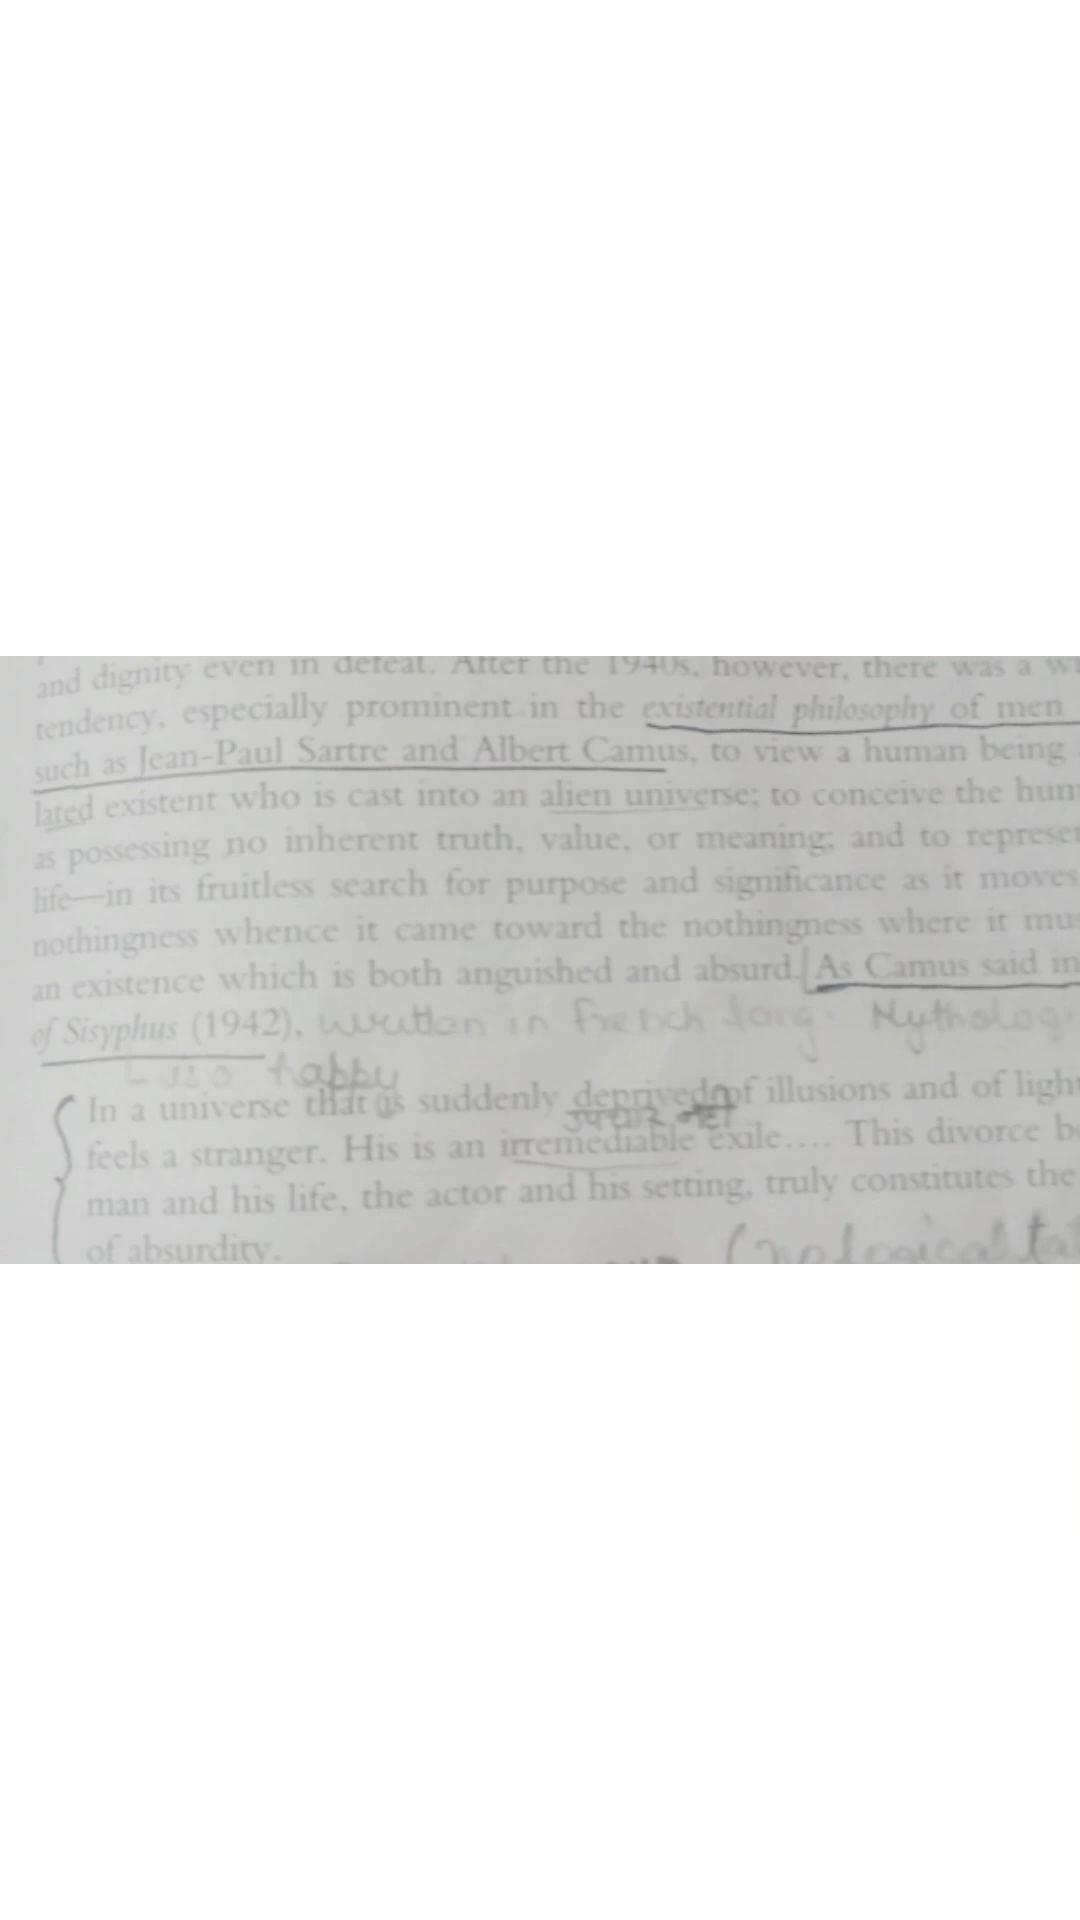 and dignity even in defeat. After the 1940s, however, there was a wi
tendency, especially prominent in the existential philosophy of men
such as Jean-Paul Sartre and Albert Camus, to view a human being
lated existent who is cast into an alien universe; to conceive the hum
as possessing no inherent truth, value, or meaning; and to represen
life—in its fruitless search for purpose and significance as it moves
nothingness whence it came toward the nothingness where it mus
an existence which is both anguished and absurd. As Camus said in
of Sisyphus (1942), written in french lang. Mythologi
happy
In a universe that is suddenly deprived of illusions and of light
feels a stranger. His is an irremediable exile.... This divorce be
man and his life, the actor and his setting, truly constitutes the
of absurdity.